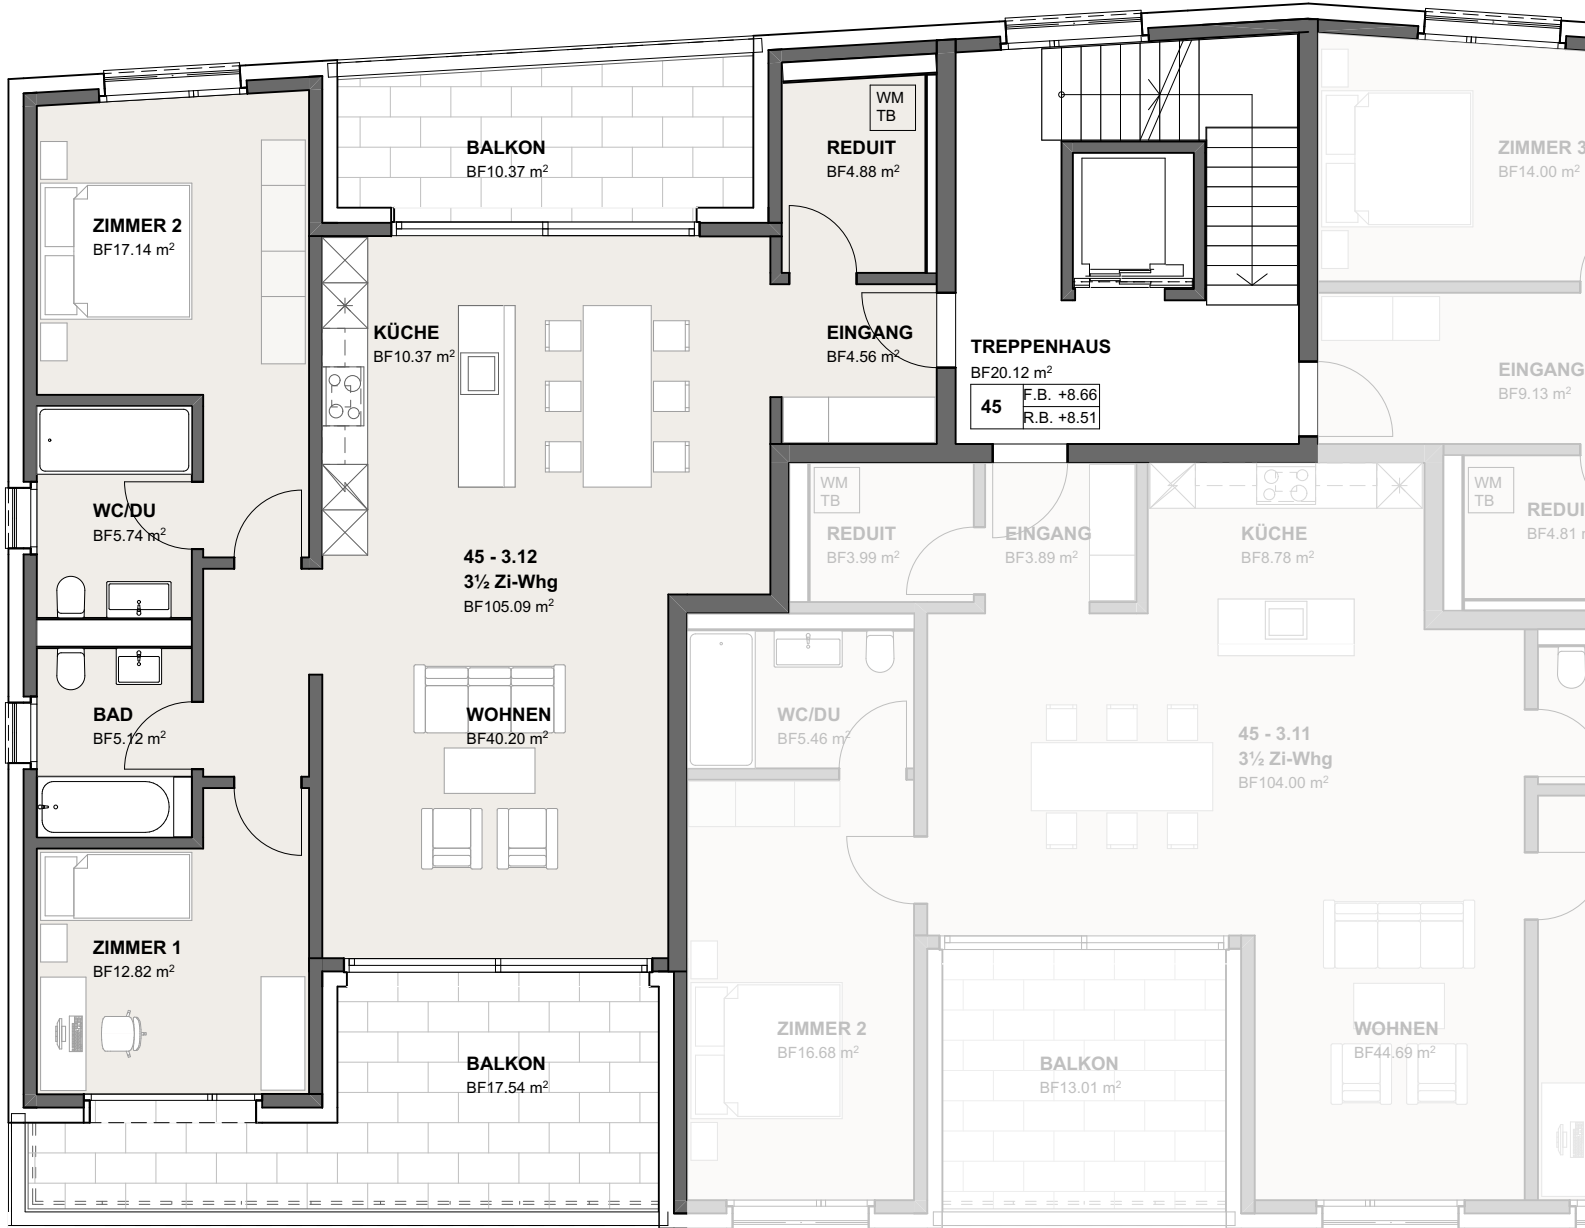 BALKON
BF10.37 m²
REDUIT
BF4.88 m²
WM
TB
ZIMMER 3
BF14.00 m²
ZIMMER 2
BF17.14 m²
KÜCHE
BF10.37 m²
EINGANG
BF4.56 m²
TREPPENHAUS
BF20.12 m²
45
F.B. +8.66
R.B. +8.51
EINGANG
BF9.13 m²
WC/DU
BF5.74 m²
45 - 3.12
3½ Zi-Whg
BF105.09 m²
WM
TB
REDUIT
BF3.99 m²
EINGANG
BF3.89 m²
KÜCHE
BF8.78 m²
WM
TB
REDUI
BF4.81 m
BAD
BF5.12 m²
WOHNEN
BF40.20 m²
WC/DU
BF5.46 m²
45 - 3.11
3½ Zi-Whg
BF104.00 m²
ZIMMER 1
BF12.82 m²
BALKON
BF17.54 m²
ZIMMER 2
BF16.68 m²
BALKON
BF13.01 m²
WOHNEN
BF44.69 m²